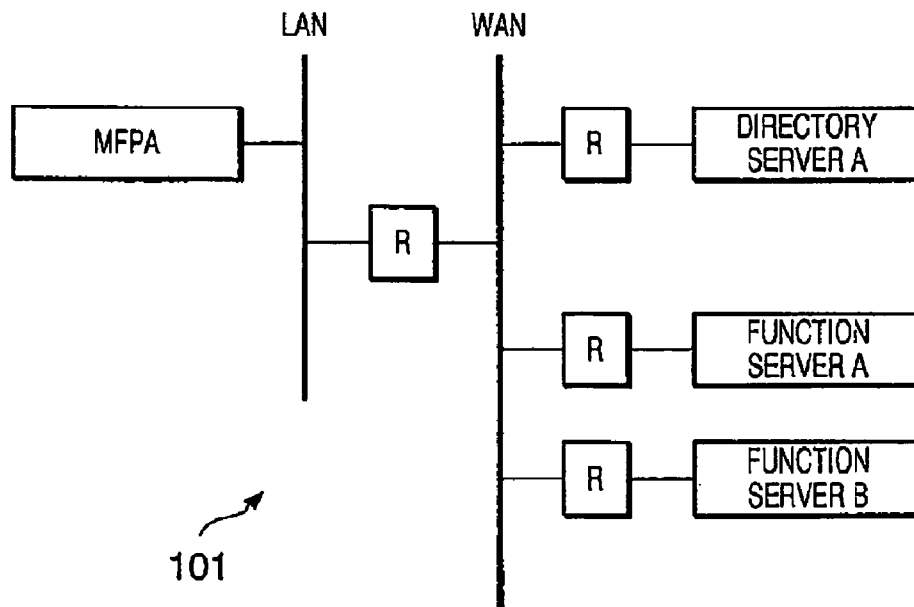 LAN
WAN
MFPA
R
DIRECTORY
SERVER A
R
R
FUNCTION
SERVER A
R
FUNCTION
SERVER B
101